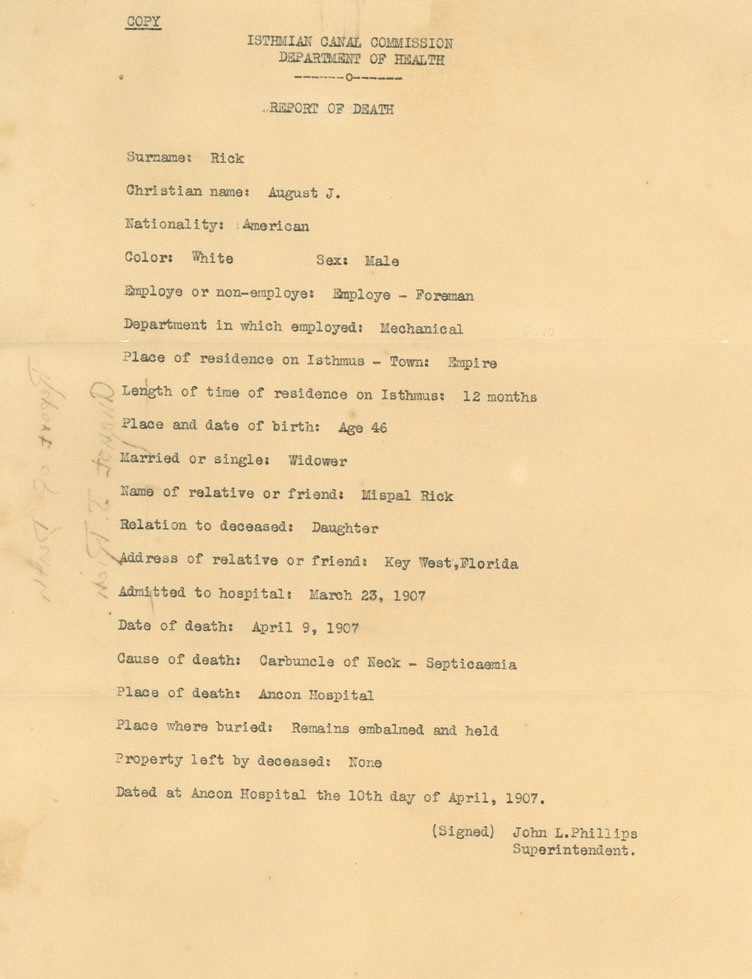 COPY
ISTHMIAN CANAL COMMISSION
DEPARTMENT OF HEALTH
------o------
REPORT OF DEATH
Surname: Rick
Christian name: August J.
Nationality: American
Color: White Sex: Male
Employe or non-employe: Employe - Foreman
Department in which employed: Mechanical
Place of residence on Isthmus - Town: Empire
Length of time of residence on Isthmus: 12 months
Place and date of birth: Age 46
Married or single: Widower
Name of relative or friend: Mispal Rick
Relation to deceased: Daughter
Address of relative or friend: Key West,Florida
Admitted to hospital: March 23, 1907
Date of death: April 9, 1907
Cause of death: Carbuncle of Neck - Septicaemia
Place of death: Ancon Hospital
Place where buried: Remains embalmed and held
Property left by deceased: None
Dated at Ancon Hospital the 10th day of April, 1907.
(Signed) John L.Phillips
Superintendent.
August J. Rick